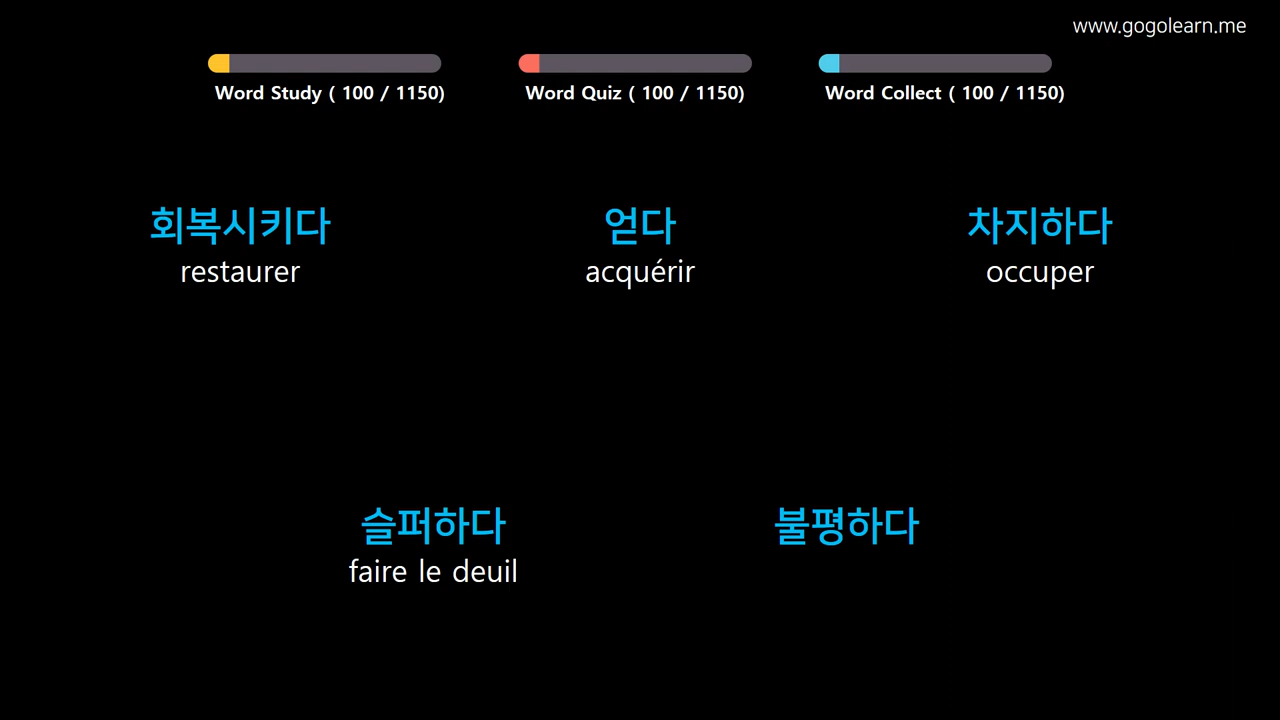 www.gogolearn.me
Word Study ( 100 / 1150)
Word Quiz ( 100 / 1150)
Word Collect ( 100 / 1150)
회복시키다
restaurer
얻다
acquérir
차지하다
occuper
슬퍼하다
faire le deuil
불평하다